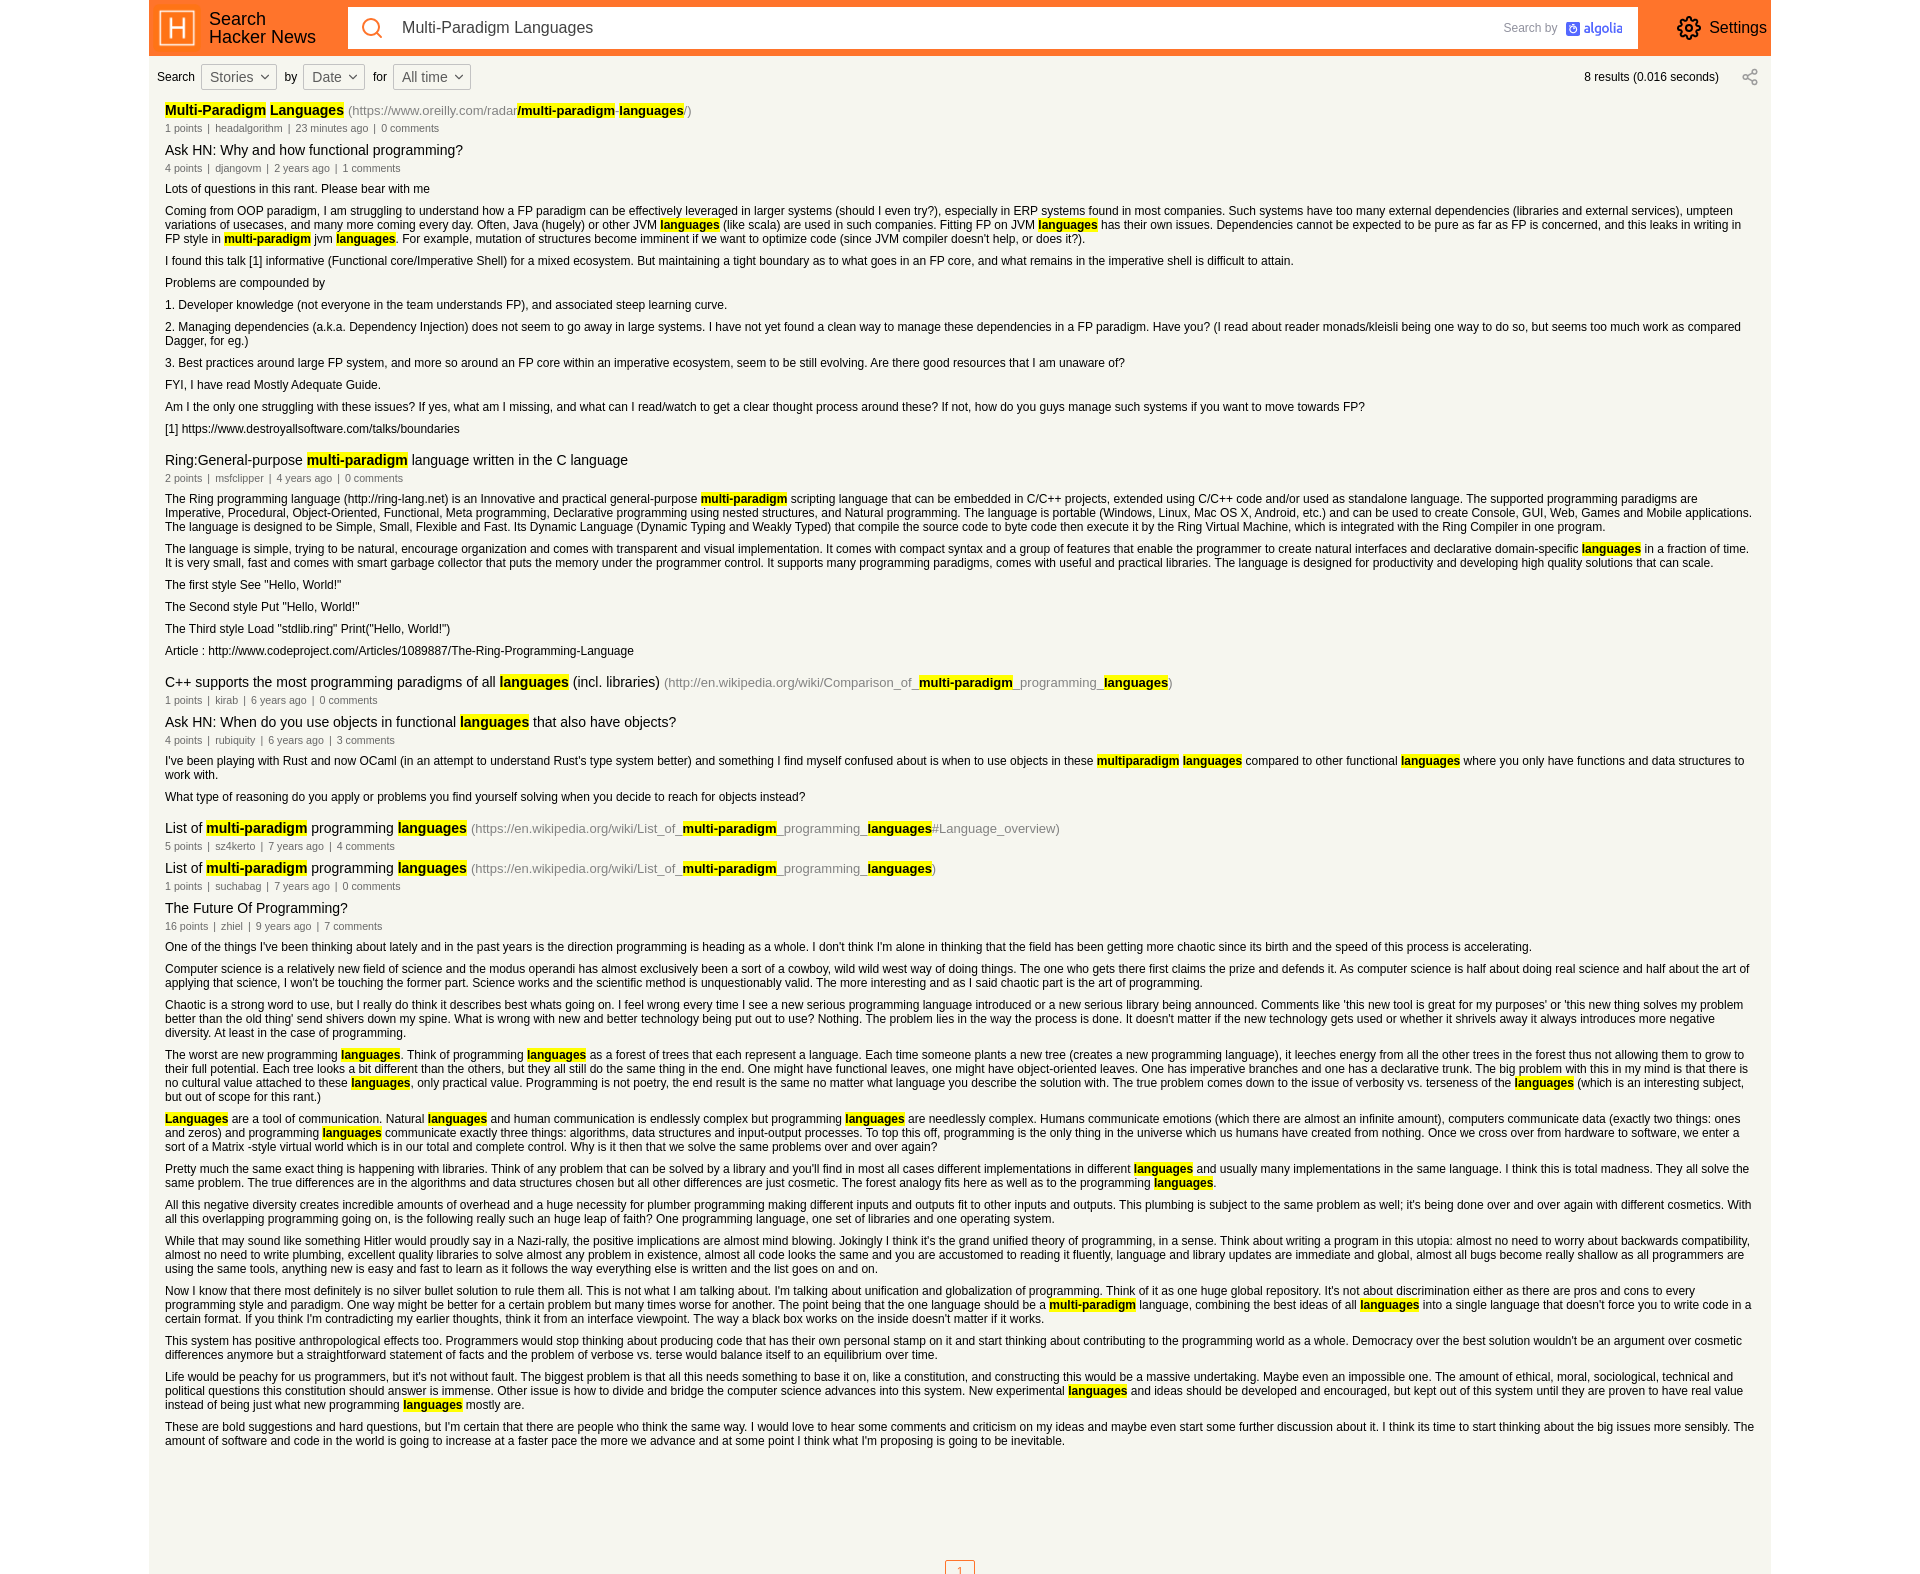 Search
Hacker News
Multi-Paradigm Languages
Search by algolia
Settings
Search Stories by Date for All time
8 results (0.016 seconds)
Multi-Paradigm Languages (https://www.oreilly.com/radar/multi-paradigm-languages/)
1 points | headalgorithm | 23 minutes ago | 0 comments
Ask HN: Why and how functional programming?
4 points | djangovm | 2 years ago | 1 comments
Lots of questions in this rant. Please bear with me
Coming from OOP paradigm, I am struggling to understand how a FP paradigm can be effectively leveraged in larger systems (should I even try?), especially in ERP systems found in most companies. Such systems have too many external dependencies (libraries and external services), umpteen
variations of usecases, and many more coming every day. Often, Java (hugely) or other JVM languages (like scala) are used in such companies. Fitting FP on JVM languages has their own issues. Dependencies cannot be expected to be pure as far as FP is concerned, and this leaks in writing in
FP style in multi-paradigm jvm languages. For example, mutation of structures become imminent if we want to optimize code (since JVM compiler doesn't help, or does it?).
I found this talk [1] informative (Functional core/Imperative Shell) for a mixed ecosystem. But maintaining a tight boundary as to what goes in an FP core, and what remains in the imperative shell is difficult to attain.
Problems are compounded by
1. Developer knowledge (not everyone in the team understands FP), and associated steep learning curve.
2. Managing dependencies (a.k.a. Dependency Injection) does not seem to go away in large systems. I have not yet found a clean way to manage these dependencies in a FP paradigm. Have you? (I read about reader monads/kleisli being one way to do so, but seems too much work as compared
Dagger, for eg.)
3. Best practices around large FP system, and more so around an FP core within an imperative ecosystem, seem to be still evolving. Are there good resources that I am unaware of?
FYI, I have read Mostly Adequate Guide.
Am I the only one struggling with these issues? If yes, what am I missing, and what can I read/watch to get a clear thought process around these? If not, how do you guys manage such systems if you want to move towards FP?
[1] https://www.destroyallsoftware.com/talks/boundaries
Ring:General-purpose multi-paradigm language written in the C language
2 points | msfclipper | 4 years ago | 0 comments
The Ring programming language (http://ring-lang.net) is an Innovative and practical general-purpose multi-paradigm scripting language that can be embedded in C/C++ projects, extended using C/C++ code and/or used as standalone language. The supported programming paradigms are
Imperative, Procedural, Object-Oriented, Functional, Meta programming, Declarative programming using nested structures, and Natural programming. The language is portable (Windows, Linux, Mac OS X, Android, etc.) and can be used to create Console, GUI, Web, Games and Mobile applications.
The language is designed to be Simple, Small, Flexible and Fast. Its Dynamic Language (Dynamic Typing and Weakly Typed) that compile the source code to byte code then execute it by the Ring Virtual Machine, which is integrated with the Ring Compiler in one program.
The language is simple, trying to be natural, encourage organization and comes with transparent and visual implementation. It comes with compact syntax and a group of features that enable the programmer to create natural interfaces and declarative domain-specific languages in a fraction of time.
It is very small, fast and comes with smart garbage collector that puts the memory under the programmer control. It supports many programming paradigms, comes with useful and practical libraries. The language is designed for productivity and developing high quality solutions that can scale.
The first style See "Hello, World!"
The Second style Put "Hello, World!"
The Third style Load "stdlib.ring" Print("Hello, World!")
Article : http://www.codeproject.com/Articles/1089887/The-Ring-Programming-Language
C++ supports the most programming paradigms of all languages (incl. libraries) (http://en.wikipedia.org/wiki/Comparison_of_multi-paradigm_programming_languages)
1 points | kirab | 6 years ago | 0 comments
Ask HN: When do you use objects in functional languages that also have objects?
4 points | rubiquity | 6 years ago | 3 comments
I've been playing with Rust and now OCaml (in an attempt to understand Rust's type system better) and something I find myself confused about is when to use objects in these multiparadigm languages compared to other functional languages where you only have functions and data structures to
work with.
What type of reasoning do you apply or problems you find yourself solving when you decide to reach for objects instead?
List of multi-paradigm programming languages (https://en.wikipedia.org/wiki/List_of_multi-paradigm_programming_languages#Language_overview)
5 points | sz4kerto | 7 years ago | 4 comments
List of multi-paradigm programming languages (https://en.wikipedia.org/wiki/List_of_multi-paradigm_programming_languages)
1 points | suchabag | 7 years ago | 0 comments
The Future Of Programming?
16 points | zhiel | 9 years ago | 7 comments
One of the things I've been thinking about lately and in the past years is the direction programming is heading as a whole. I don't think I'm alone in thinking that the field has been getting more chaotic since its birth and the speed of this process is accelerating.
Computer science is a relatively new field of science and the modus operandi has almost exclusively been a sort of a cowboy, wild wild west way of doing things. The one who gets there first claims the prize and defends it. As computer science is half about doing real science and half about the art of
applying that science, I won't be touching the former part. Science works and the scientific method is unquestionably valid. The more interesting and as I said chaotic part is the art of programming.
Chaotic is a strong word to use, but I really do think it describes best whats going on. I feel wrong every time I see a new serious programming language introduced or a new serious library being announced. Comments like 'this new tool is great for my purposes' or 'this new thing solves my problem
better than the old thing' send shivers down my spine. What is wrong with new and better technology being put out to use? Nothing. The problem lies in the way the process is done. It doesn't matter if the new technology gets used or whether it shrivels away it always introduces more negative
diversity. At least in the case of programming.
The worst are new programming languages. Think of programming languages as a forest of trees that each represent a language. Each time someone plants a new tree (creates a new programming language), it leeches energy from all the other trees in the forest thus not allowing them to grow to
their full potential. Each tree looks a bit different than the others, but they all still do the same thing in the end. One might have functional leaves, one might have object-oriented leaves. One has imperative branches and one has a declarative trunk. The big problem with this in my mind is that there is
no cultural value attached to these languages, only practical value. Programming is not poetry, the end result is the same no matter what language you describe the solution with. The true problem comes down to the issue of verbosity vs. terseness of the languages (which is an interesting subject,
but out of scope for this rant.)
Languages are a tool of communication. Natural languages and human communication is endlessly complex but programming languages are needlessly complex. Humans communicate emotions (which there are almost an infinite amount), computers communicate data (exactly two things: ones
and zeros) and programming languages communicate exactly three things: algorithms, data structures and input-output processes. To top this off, programming is the only thing in the universe which us humans have created from nothing. Once we cross over from hardware to software, we enter a
sort of a Matrix -style virtual world which is in our total and complete control. Why is it then that we solve the same problems over and over again?
Pretty much the same exact thing is happening with libraries. Think of any problem that can be solved by a library and you'll find in most all cases different implementations in different languages and usually many implementations in the same language. I think this is total madness. They all solve the
same problem. The true differences are in the algorithms and data structures chosen but all other differences are just cosmetic. The forest analogy fits here as well as to the programming languages.
All this negative diversity creates incredible amounts of overhead and a huge necessity for plumber programming making different inputs and outputs fit to other inputs and outputs. This plumbing is subject to the same problem as well; it's being done over and over again with different cosmetics. With
all this overlapping programming going on, is the following really such an huge leap of faith? One programming language, one set of libraries and one operating system.
While that may sound like something Hitler would proudly say in a Nazi-rally, the positive implications are almost mind blowing. Jokingly I think it's the grand unified theory of programming, in a sense. Think about writing a program in this utopia: almost no need to worry about backwards compatibility,
almost no need to write plumbing, excellent quality libraries to solve almost any problem in existence, almost all code looks the same and you are accustomed to reading it fluently, language and library updates are immediate and global, almost all bugs become really shallow as all programmers are
using the same tools, anything new is easy and fast to learn as it follows the way everything else is written and the list goes on and on.
Now I know that there most definitely is no silver bullet solution to rule them all. This is not what I am talking about. I'm talking about unification and globalization of programming. Think of it as one huge global repository. It's not about discrimination either as there are pros and cons to every
programming style and paradigm. One way might be better for a certain problem but many times worse for another. The point being that the one language should be a multi-paradigm language, combining the best ideas of all languages into a single language that doesn't force you to write code in a
certain format. If you think I'm contradicting my earlier thoughts, think it from an interface viewpoint. The way a black box works on the inside doesn't matter if it works.
This system has positive anthropological effects too. Programmers would stop thinking about producing code that has their own personal stamp on it and start thinking about contributing to the programming world as a whole. Democracy over the best solution wouldn't be an argument over cosmetic
differences anymore but a straightforward statement of facts and the problem of verbose vs. terse would balance itself to an equilibrium over time.
Life would be peachy for us programmers, but it's not without fault. The biggest problem is that all this needs something to base it on, like a constitution, and constructing this would be a massive undertaking. Maybe even an impossible one. The amount of ethical, moral, sociological, technical and
political questions this constitution should answer is immense. Other issue is how to divide and bridge the computer science advances into this system. New experimental languages and ideas should be developed and encouraged, but kept out of this system until they are proven to have real value
instead of being just what new programming languages mostly are.
These are bold suggestions and hard questions, but I'm certain that there are people who think the same way. I would love to hear some comments and criticism on my ideas and maybe even start some further discussion about it. I think its time to start thinking about the big issues more sensibly. The
amount of software and code in the world is going to increase at a faster pace the more we advance and at some point I think what I'm proposing is going to be inevitable.
1